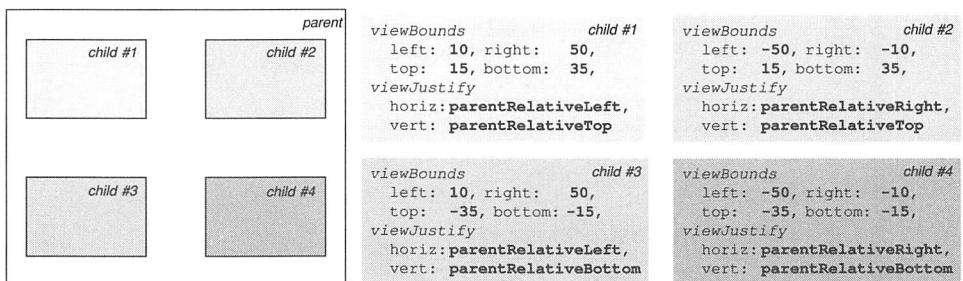 parent
child #1
child #2
child #3
child #4
viewBounds child #1
left: 10, right: 50,
top: 15, bottom: 35,
viewJustify
horiz: parentRelativeLeft,
vert: parentRelativeTop
viewBounds child #2
left: -50, right: -10,
top: 15, bottom: 35,
viewJustify
horiz: parentRelativeRight,
vert: parentRelativeTop
viewBounds child #3
left: 10, right: 50,
top: -35, bottom: -15,
viewJustify
horiz: parentRelativeLeft,
vert: parentRelativeBottom
viewBounds child #4
left: -50, right: -10,
top: -35, bottom: -15,
viewJustify
horiz: parentRelativeRight,
vert: parentRelativeBottom